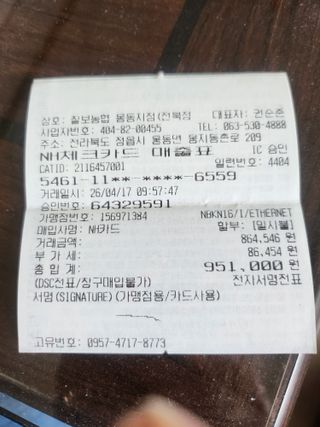 상호: 칠보농협 옹동지점(전북점 대표자: 권순준
사업자번호: 404-82-00455 TEL: 063-530-4888
주소: 전라북도 정읍시 옹동면 용지동촌로 209
NH체크카드 매출표 IC 승인
CATID: 2116457001 일련번호: 4404
5461-11**-****-6559
거래일시: 26/04/17 09:57:47
승인번호: 64329591
가맹점번호: 156971384 NBKN16/1/ETHERNET
매입사명: NH카드 할부: [일시불]
거래금액: 864,546 원
부 가 세: 86,454 원
총 합 계: 951,000 원
(DSC전표/청구매입불가) 전자서명전표
서명(SIGNATURE)(가맹점용/카드사용)
고유번호: 0957-4717-8773